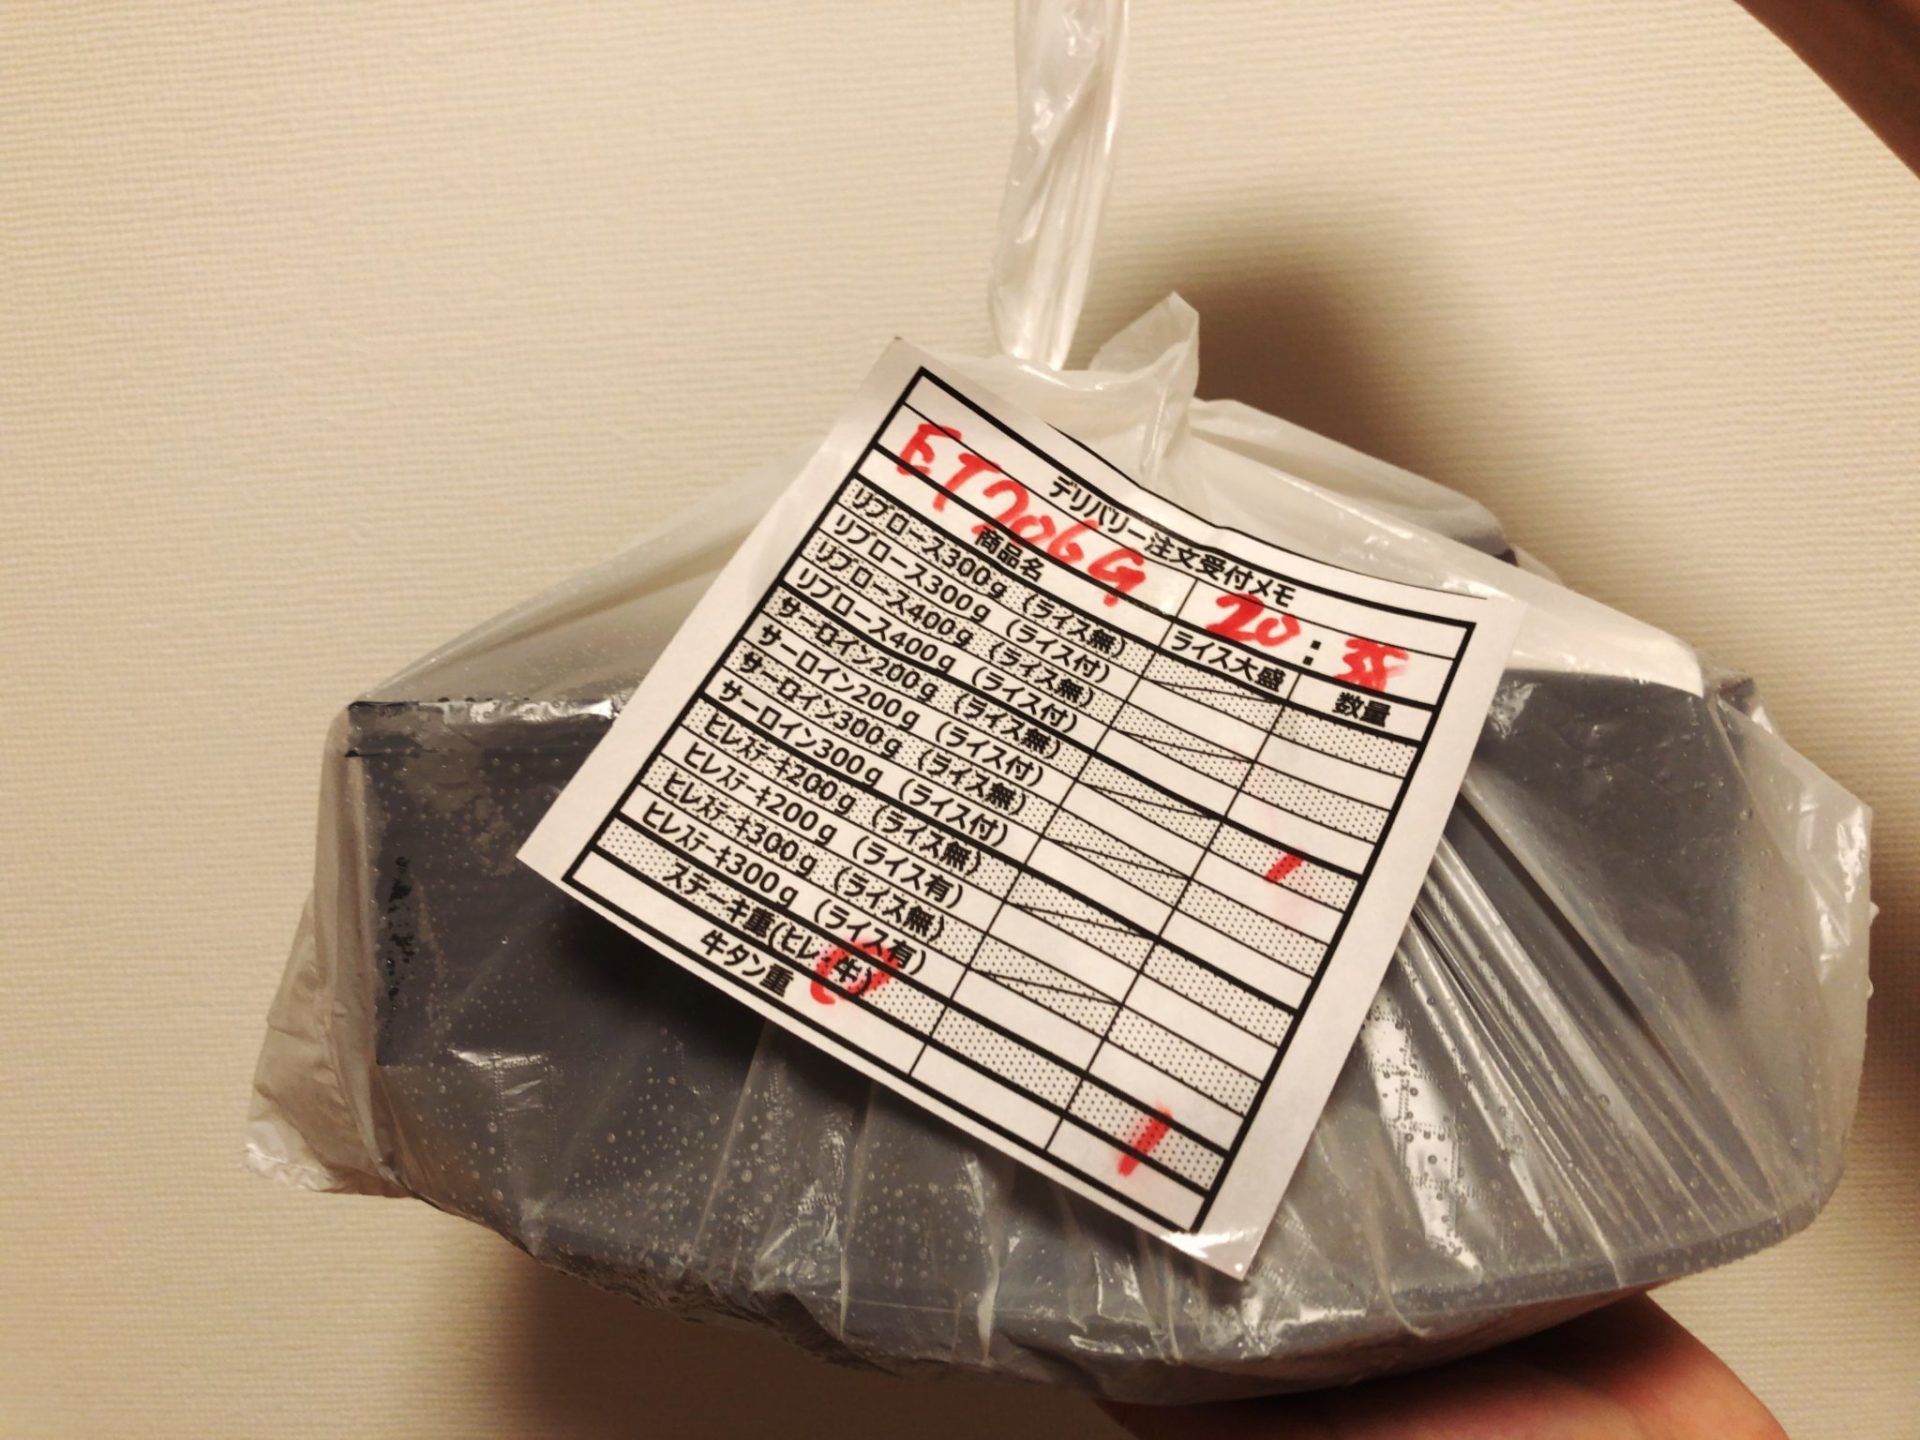 デリバリー注文受付メモ
ET706G 20:
商品名 ライス大盛 数量
リブロース300g（ライス無）
リブロース300g（ライス付）
リブロース400g（ライス無）
リブロース400g（ライス付） 1
サーロイン200g（ライス無）
サーロイン200g（ライス付）
サーロイン300g（ライス無）
サーロイン300g（ライス付）
ヒレステーキ200g（ライス無）
ヒレステーキ200g（ライス有）
ヒレステーキ300g（ライス無）
ヒレステーキ300g（ライス有）
ステーキ重(ヒレ・牛) 1
牛タン重